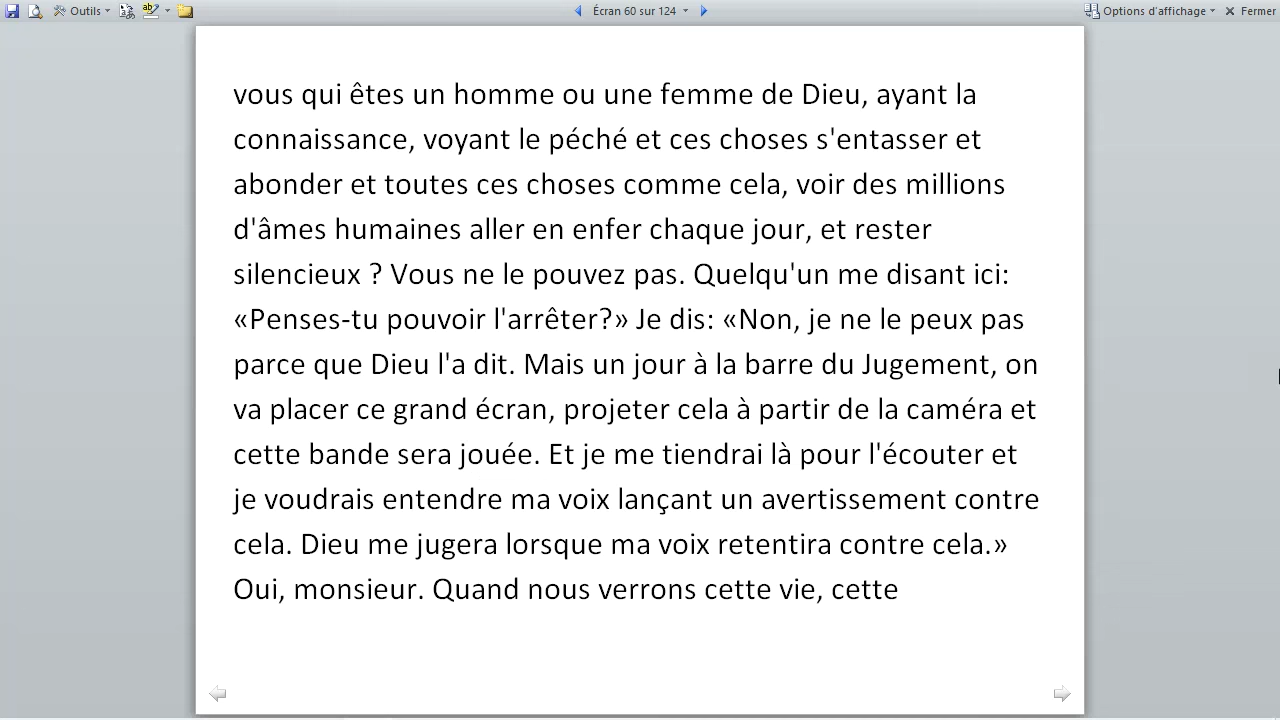 Outils
Écran 60 sur 124
Options d'affichage
Fermer
vous qui êtes un homme ou une femme de Dieu, ayant la
connaissance, voyant le péché et ces choses s'entasser et
abonder et toutes ces choses comme cela, voir des millions
d'âmes humaines aller en enfer chaque jour, et rester
silencieux ? Vous ne le pouvez pas. Quelqu'un me disant ici:
«Penses-tu pouvoir l'arrêter?» Je dis: «Non, je ne le peux pas
parce que Dieu l'a dit. Mais un jour à la barre du Jugement, on
va placer ce grand écran, projeter cela à partir de la caméra et
cette bande sera jouée. Et je me tiendrai là pour l'écouter et
je voudrais entendre ma voix lançant un avertissement contre
cela. Dieu me jugera lorsque ma voix retentira contre cela.»
Oui, monsieur. Quand nous verrons cette vie, cette